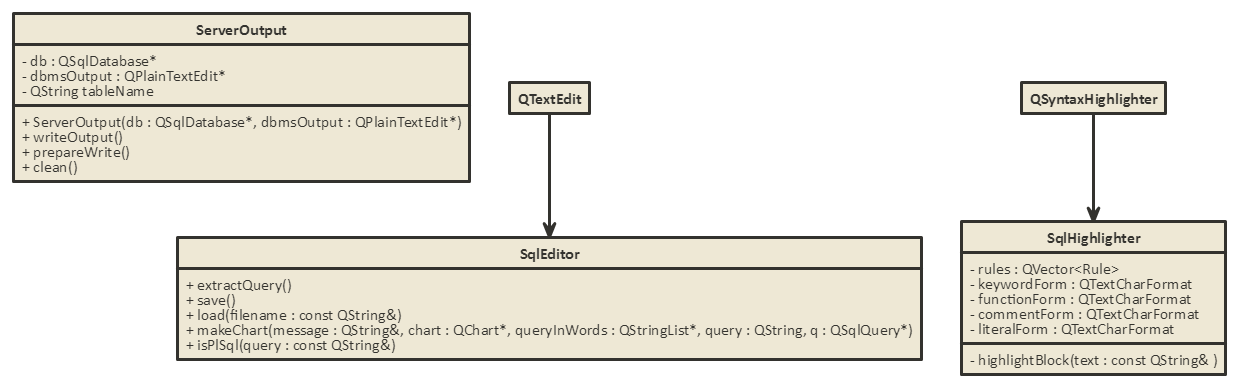 ServerOutput
- db : QSqlDatabase*
- dbmsOutput : QPlainTextEdit*
- QString tableName
+ ServerOutput(db : QSqlDatabase*, dbmsOutput : QPlainTextEdit*)
+ writeOutput()
+ prepareWrite()
+ clean()
QTextEdit
QSyntaxHighlighter
SqlEditor
+ extractQuery()
+ save()
+ load(filename : const QString&)
+ makeChart(message : QString&, chart : QChart*, queryInWords : QStringList*, query : QString, q : QSqlQuery*)
+ isPlSql(query : const QString&)
SqlHighlighter
- rules : QVector<Rule>
- keywordForm : QTextCharFormat
- functionForm : QTextCharFormat
- commentForm : QTextCharFormat
- literalForm : QTextCharFormat
- highlightBlock(text : const QString& )